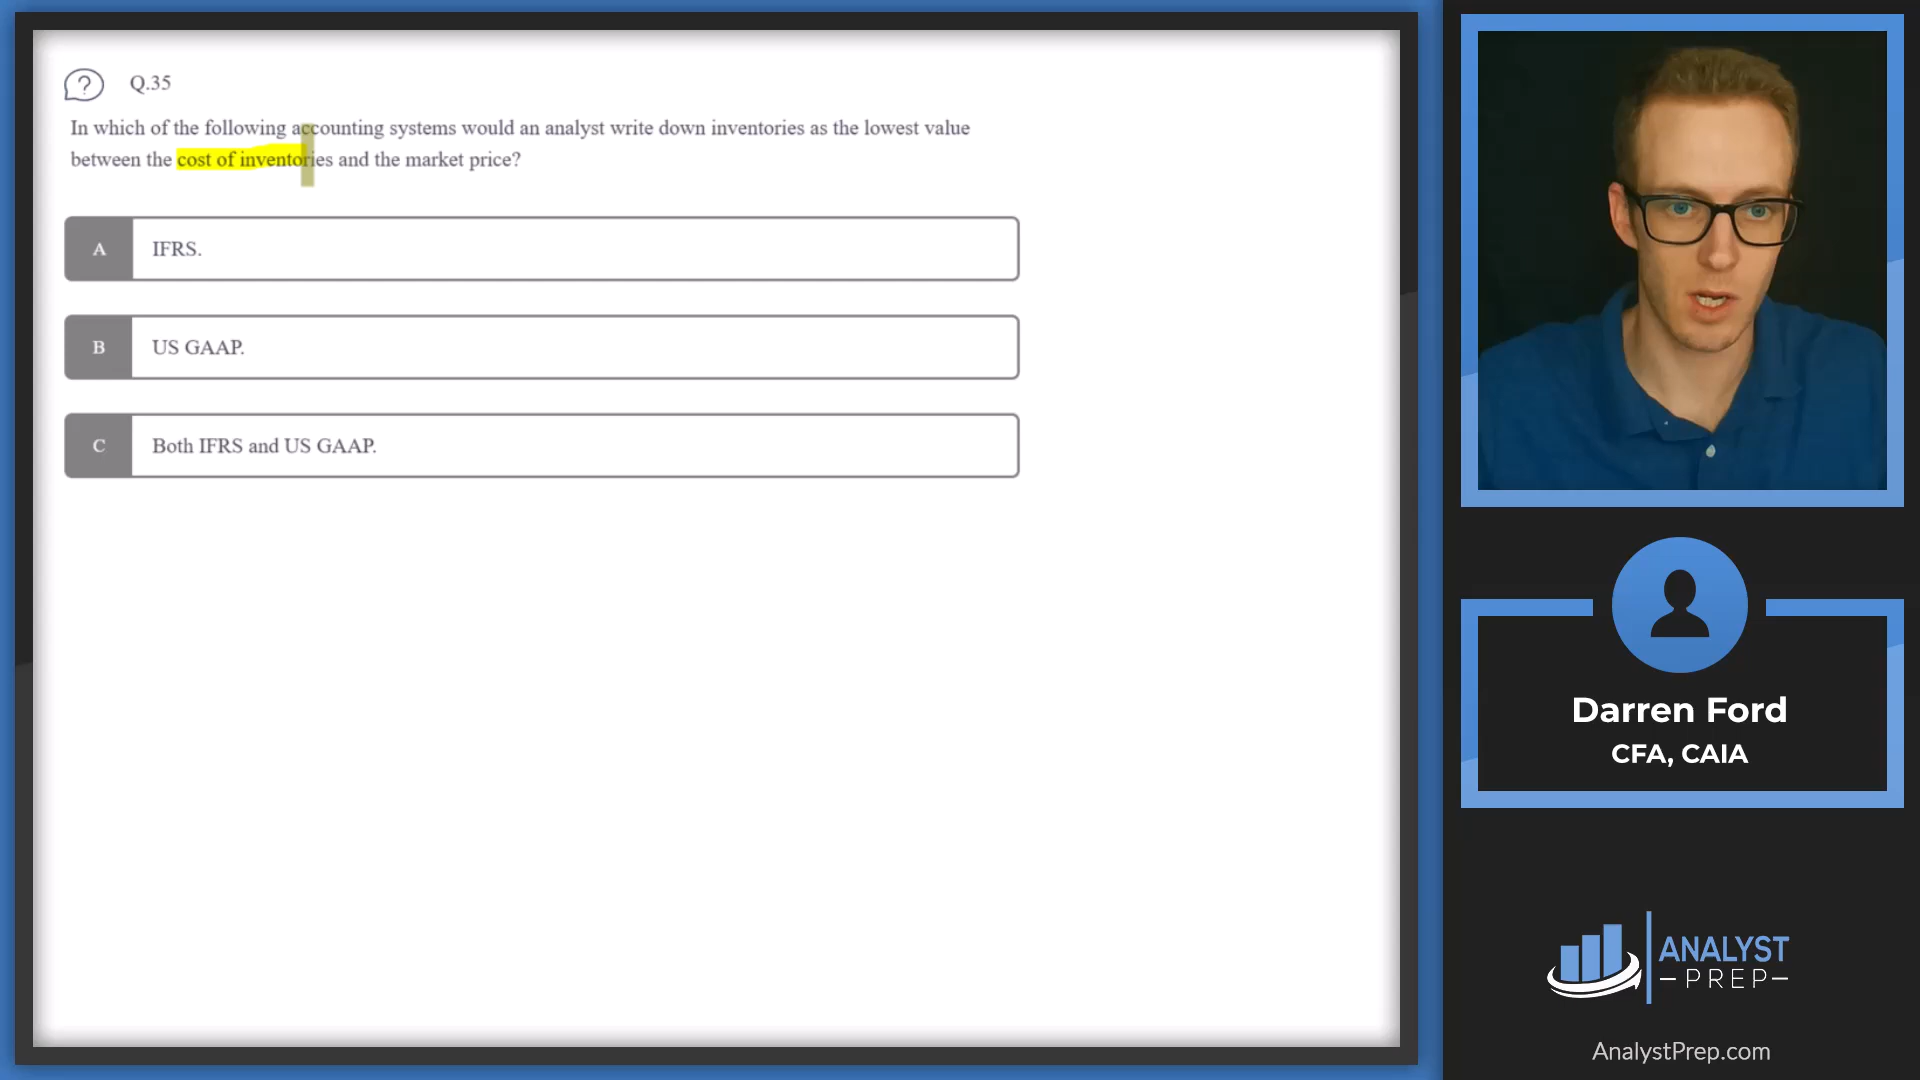 ?
Q.35
In which of the following accounting systems would an analyst write down inventories as the lowest value
between the cost of inventories and the market price?
A
IFRS.
B
US GAAP.
C
Both IFRS and US GAAP.
Darren Ford
CFA, CAIA
ANALYST
PREP
AnalystPrep.com